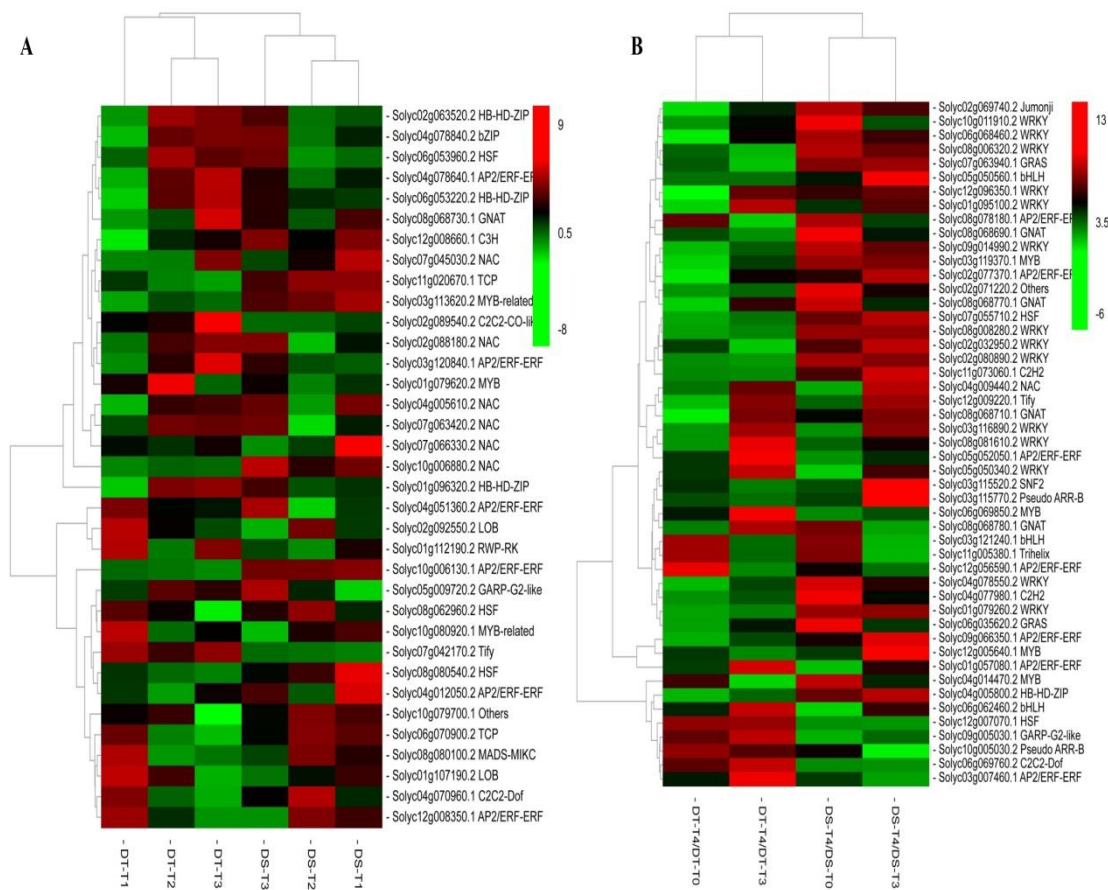 A
- Solyc02g063520.2 HB-HD-ZIP
- Solyc04g078840.2 bZIP
- Solyc06g053960.2 HSF
- Solyc04g078640.1 AP2/ERF-EF
- Solyc06g053220.2 HB-HD-ZIP
- Solyc08g068730.1 GNAT
- Solyc12g008660.1 C3H
- Solyc07g045030.2 NAC
- Solyc11g020670.1 TCP
- Solyc03g113620.2 MYB-related
- Solyc02g089540.2 C2C2-CO-lik
- Solyc02g088180.2 NAC
- Solyc03g120840.1 AP2/ERF-ERF
- Solyc01g079620.2 MYB
- Solyc04g005610.2 NAC
- Solyc07g063420.2 NAC
- Solyc07g066330.2 NAC
- Solyc10g006880.2 NAC
- Solyc01g096320.2 HB-HD-ZIP
- Solyc04g051360.2 AP2/ERF-ERF
- Solyc02g092550.2 LOB
- Solyc01g112190.2 RWP-RK
- Solyc10g006130.1 AP2/ERF-ERF
- Solyc05g009720.2 GARP-G2-like
- Solyc08g062960.2 HSF
- Solyc10g080920.1 MYB-related
- Solyc07g042170.2 Tify
- Solyc08g080540.2 HSF
- Solyc04g012050.2 AP2/ERF-ERF
- Solyc10g079700.1 Others
- Solyc06g070900.2 TCP
- Solyc08g080100.2 MADS-MIKC
- Solyc01g107190.2 LOB
- Solyc04g070960.1 C2C2-Dof
- Solyc12g008350.1 AP2/ERF-ERF
9
0.5
-8
- DT-T1
- DT-T2
- DT-T3
- DS-T3
- DS-T2
- DS-T1
B
- Solyc02g069740.2 Jumonji
- Solyc10g011910.2 WRKY
- Solyc06g068460.2 WRKY
- Solyc08g006320.2 WRKY
- Solyc07g063940.1 GRAS
- Solyc05g050560.1 bHLH
- Solyc12g096350.1 WRKY
- Solyc01g095100.2 WRKY
- Solyc08g078180.1 AP2/ERF-EF
- Solyc08g068690.1 GNAT
- Solyc09g014990.2 WRKY
- Solyc03g119370.1 MYB
- Solyc02g077370.1 AP2/ERF-EF
- Solyc02g071220.2 Others
- Solyc08g068770.1 GNAT
- Solyc07g055710.2 HSF
- Solyc08g008280.2 WRKY
- Solyc02g032950.2 WRKY
- Solyc02g080890.2 WRKY
- Solyc11g073060.1 C2H2
- Solyc04g009440.2 NAC
- Solyc12g009220.1 Tify
- Solyc08g068710.1 GNAT
- Solyc03g116890.2 WRKY
- Solyc08g081610.2 WRKY
- Solyc05g052050.1 AP2/ERF-ERF
- Solyc05g050340.2 WRKY
- Solyc03g115520.2 SNF2
- Solyc03g115770.2 Pseudo ARR-B
- Solyc06g069850.2 MYB
- Solyc08g068780.1 GNAT
- Solyc03g121240.1 bHLH
- Solyc11g005380.1 Trihelix
- Solyc12g056590.1 AP2/ERF-ERF
- Solyc04g078550.2 WRKY
- Solyc04g077980.1 C2H2
- Solyc01g079260.2 WRKY
- Solyc06g035620.2 GRAS
- Solyc09g066350.1 AP2/ERF-ERF
- Solyc12g005640.1 MYB
- Solyc01g057080.1 AP2/ERF-ERF
- Solyc04g014470.2 MYB
- Solyc04g005800.2 HB-HD-ZIP
- Solyc06g062460.2 bHLH
- Solyc12g007070.1 HSF
- Solyc09g005030.1 GARP-G2-like
- Solyc10g005030.2 Pseudo ARR-B
- Solyc06g069760.2 C2C2-Dof
- Solyc03g007460.1 AP2/ERF-ERF
13
3.5
-6
- DT-T4/DT-T0
- DT-T4/DT-T3
- DS-T4/DS-T0
- DS-T4/DS-T3